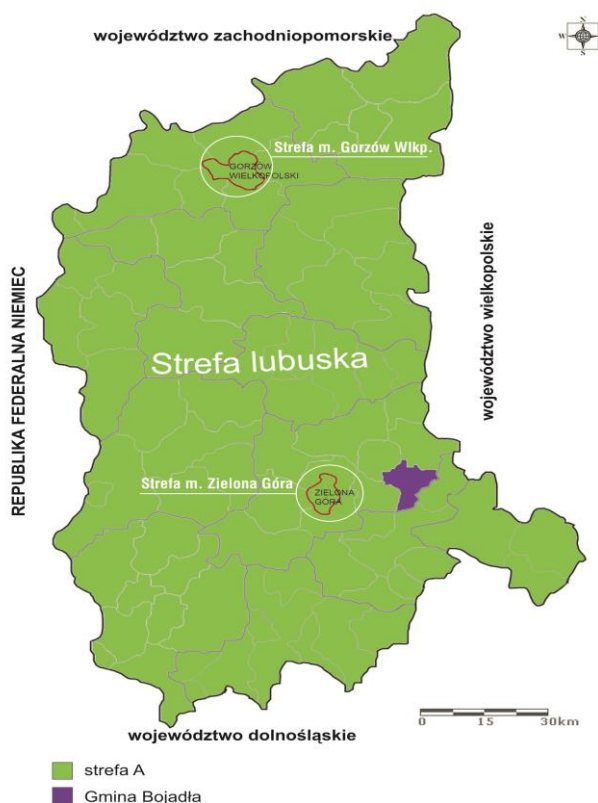 województwo zachodniopomorskie
N
W
E
S
Strefa m. Gorzów Wlkp.
GORZÓW
WIELKOPOLSKI
REPUBLIKA FEDERALNA NIEMIEC
województwo wielkopolskie
Strefa lubuska
Strefa m. Zielona Góra
ZIELONA
GÓRA
0 15 30km
województwo dolnośląskie
strefa A
Gmina Bojadła